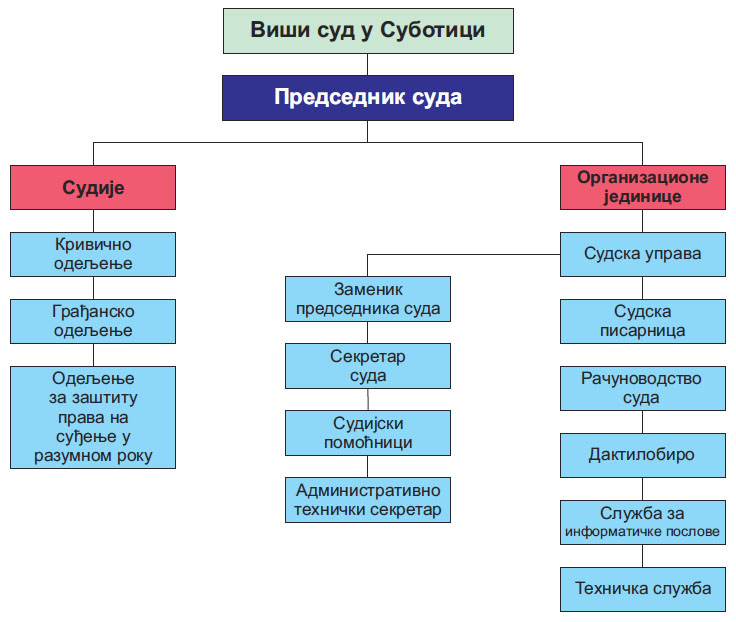 Виши суд у Суботици
Председник суда
Судије
Кривично
одељење
Грађанско
одељење
Одељење
за заштиту
права на
суђење у
разумном року
Заменик
председника суда
Секретар
суда
Судијски
помоћници
Административно
технички секретар
Организационе
јединице
Судска управа
Судска
писарница
Рачуноводство
суда
Дактилобиро
Служба за
информатичке послове
Техничка служба